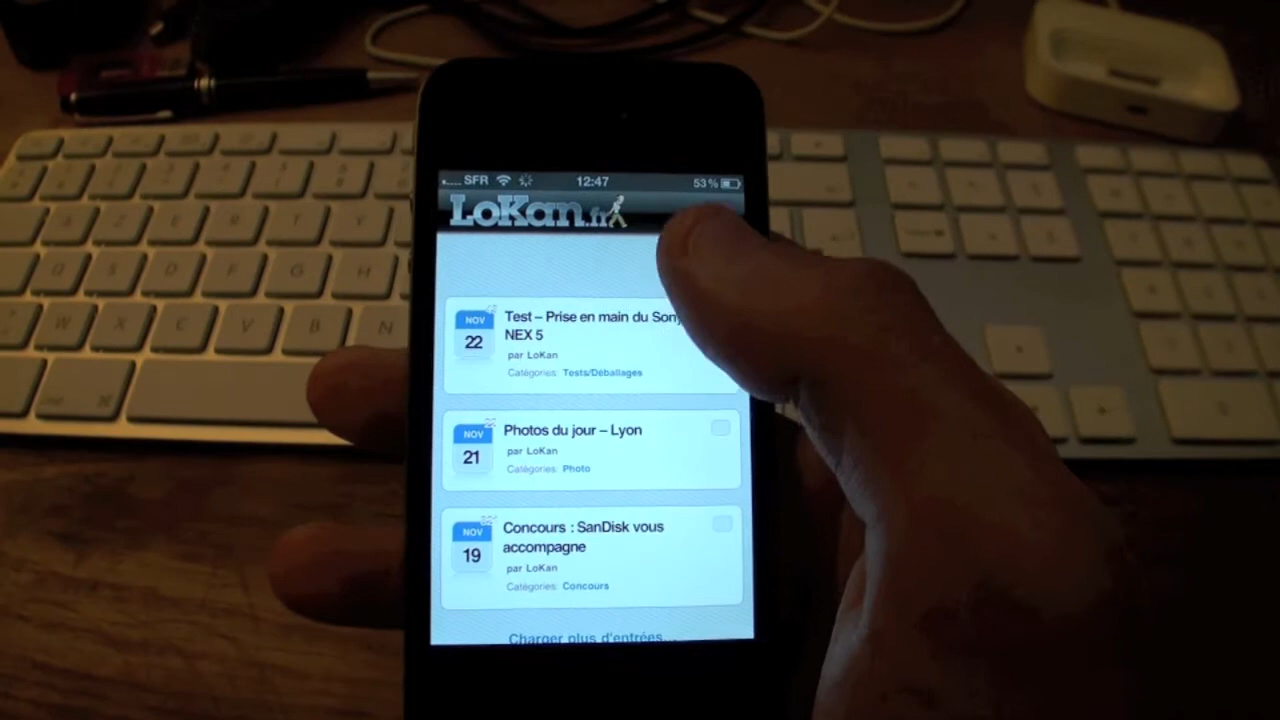 SFR 12:47 53 %
LoKan.fr
NOV
22
Test – Prise en main du Sony
NEX 5
par LoKan
Catégories: Tests/Déballages
NOV
21
Photos du jour – Lyon
par LoKan
Catégories: Photo
NOV
19
Concours : SanDisk vous
accompagne
par LoKan
Catégories: Concours
Charger plus d'entrées...
E R T Y
D F G H
W X C V B N